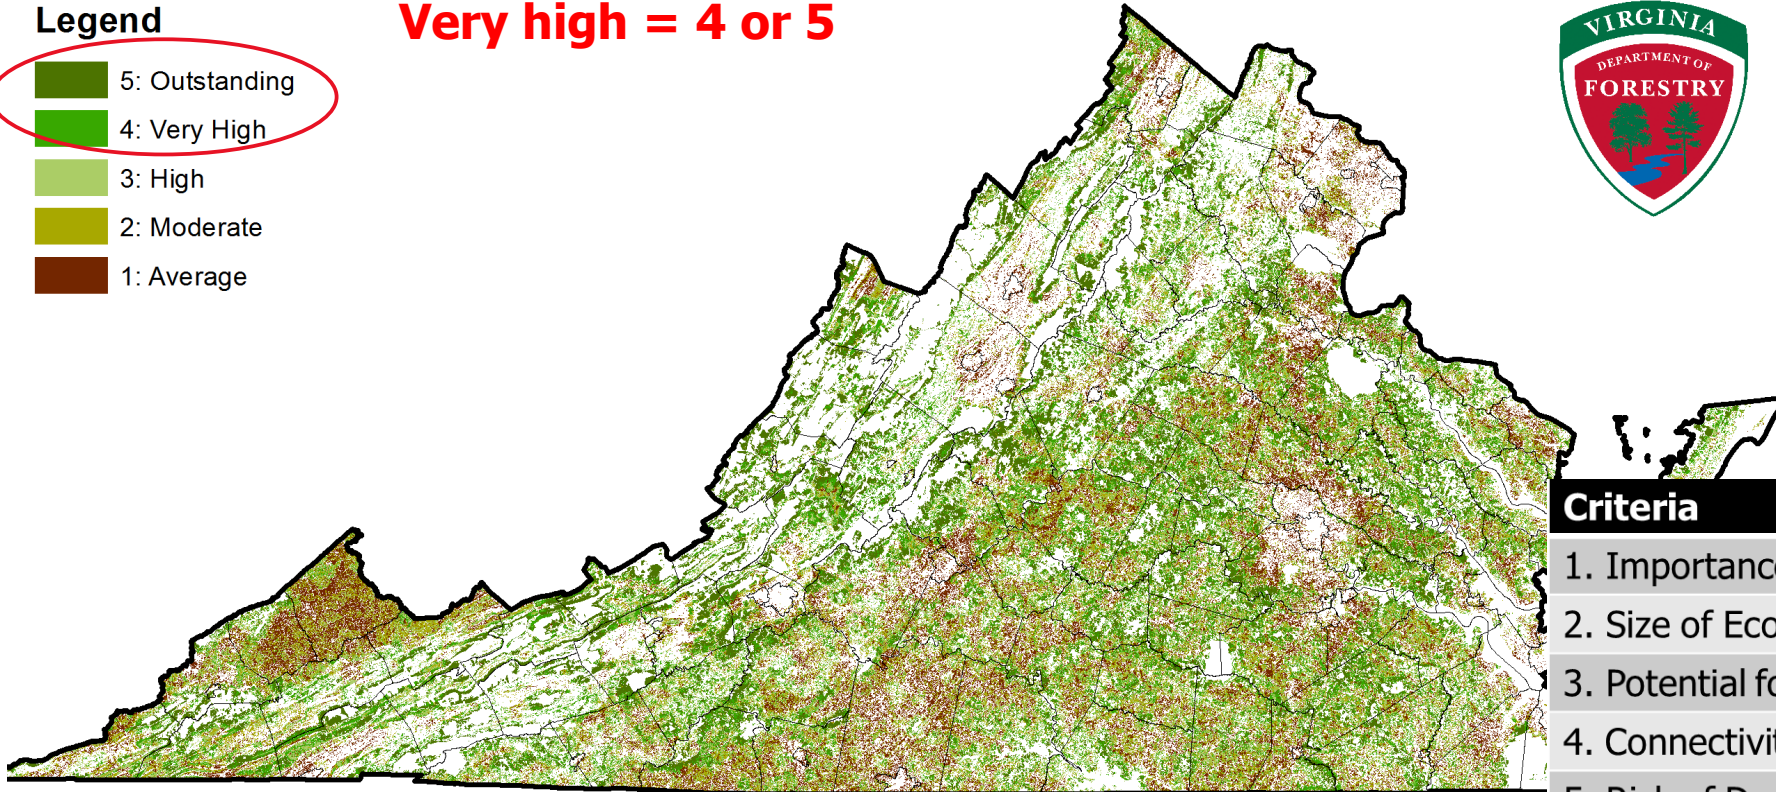 Legend
Very high = 4 or 5
5: Outstanding
4: Very High
3: High
2: Moderate
1: Average
VIRGINIA
DEPARTMENT OF
FORESTRY
Criteria
1. Importance
2. Size of Eco
3. Potential fo
4. Connectivit